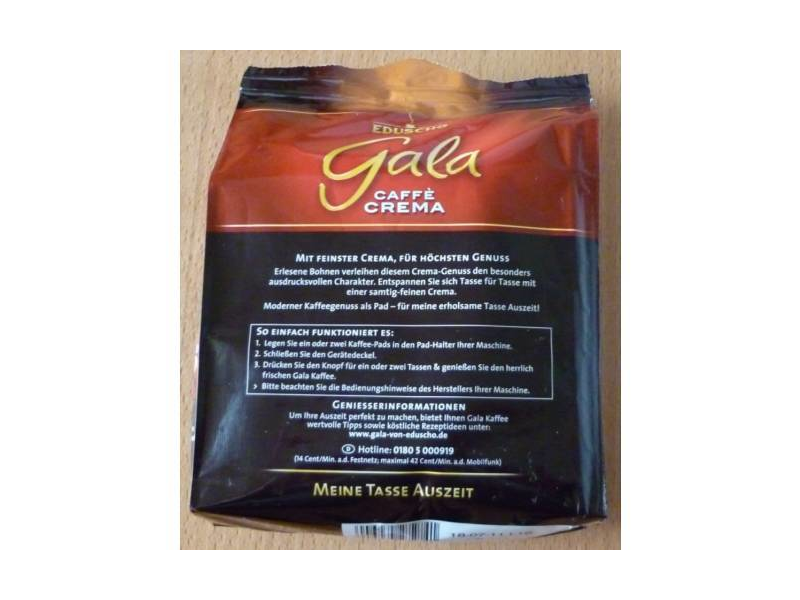 EDUSCHO
Gala
CAFFÈ
CREMA
MIT FEINSTER CREMA, FÜR HÖCHSTEN GENUSS
Erlesene Bohnen verleihen diesem Crema-Genuss den besonders
ausdrucksvollen Charakter. Entspannen Sie sich Tasse für Tasse mit
einer samtig-feinen Crema.
Moderner Kaffeegenuss als Pad – für meine erholsame Tasse Auszeit!
SO EINFACH FUNKTIONIERT ES:
1. Legen Sie ein oder zwei Kaffee-Pads in den Pad-Halter Ihrer Maschine.
2. Schließen Sie den Gerätedeckel.
3. Drücken Sie den Knopf für ein oder zwei Tassen & genießen Sie den herrlich
frischen Gala Kaffee.
> Bitte beachten Sie die Bedienungshinweise des Herstellers Ihrer Maschine.
GENIESSERINFORMATIONEN
Um Ihre Auszeit perfekt zu machen, bietet Ihnen Gala Kaffee
wertvolle Tipps sowie köstliche Rezeptideen unter:
www.gala-von-eduscho.de
D Hotline: 0180 5 000919
(14 Cent/Min. a.d. Festnetz; maximal 42 Cent/Min. a.d. Mobilfunk)
MEINE TASSE AUSZEIT